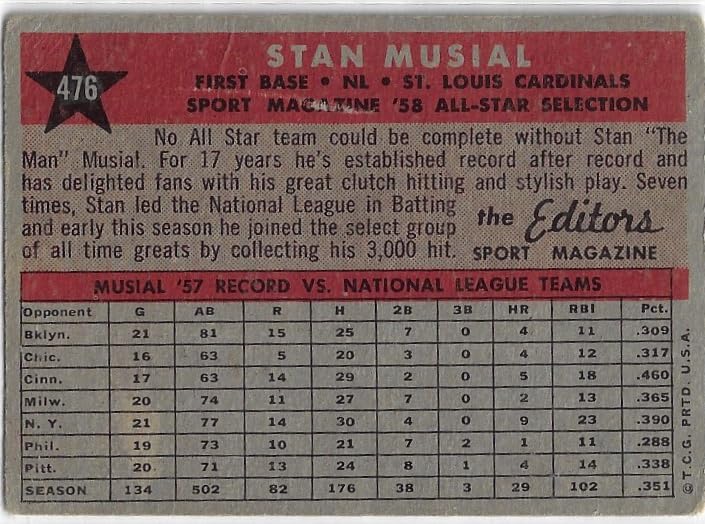 476
STAN MUSIAL
FIRST BASE • NL • ST. LOUIS CARDINALS
SPORT MAGAZINE '58 ALL-STAR SELECTION
No All Star team could be complete without Stan "The
Man" Musial. For 17 years he's established record after record and
has delighted fans with his great clutch hitting and stylish play. Seven
times, Stan led the National League in Batting
and early this season he joined the select group
of all time greats by collecting his 3,000 hit.
the Editors
SPORT MAGAZINE
MUSIAL '57 RECORD VS. NATIONAL LEAGUE TEAMS
Opponent G AB R H 2B 3B HR RBI Pct.
Bklyn. 21 81 15 25 7 0 4 11 .309
Chic. 16 63 5 20 3 0 4 12 .317
Cinn. 17 63 14 29 2 0 5 18 .460
Milw. 20 74 11 27 7 0 2 13 .365
N. Y. 21 77 14 30 4 0 9 23 .390
Phil. 19 73 10 21 7 2 1 11 .288
Pitt. 20 71 13 24 8 1 4 14 .338
SEASON 134 502 82 176 38 3 29 102 .351
© T.C.G. PRTD. U.S.A.